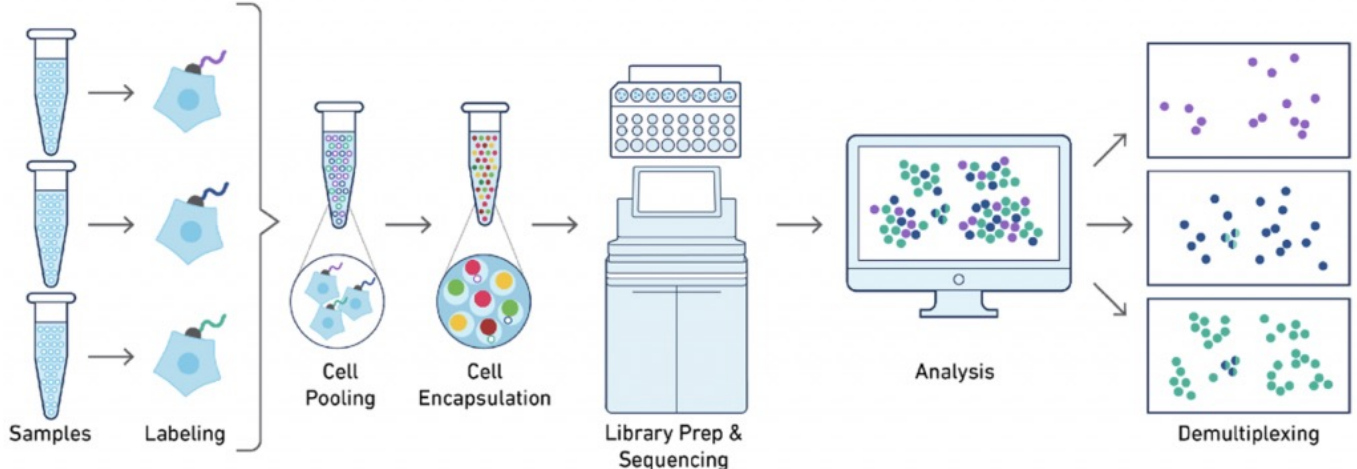 Samples
Labeling
Cell
Pooling
Cell
Encapsulation
Library Prep &
Sequencing
Analysis
Demultiplexing